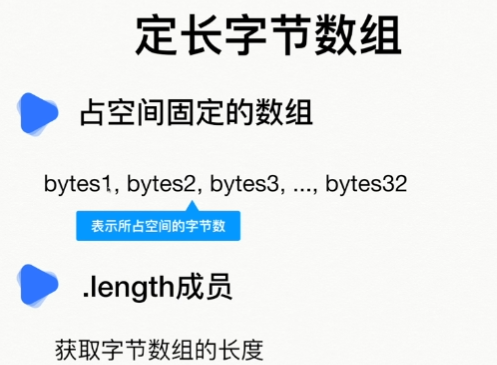 定长字节数组
占空间固定的数组
bytes1, bytes2, bytes3, ..., bytes32
表示所占空间的字节数
.length成员
获取字节数组的长度